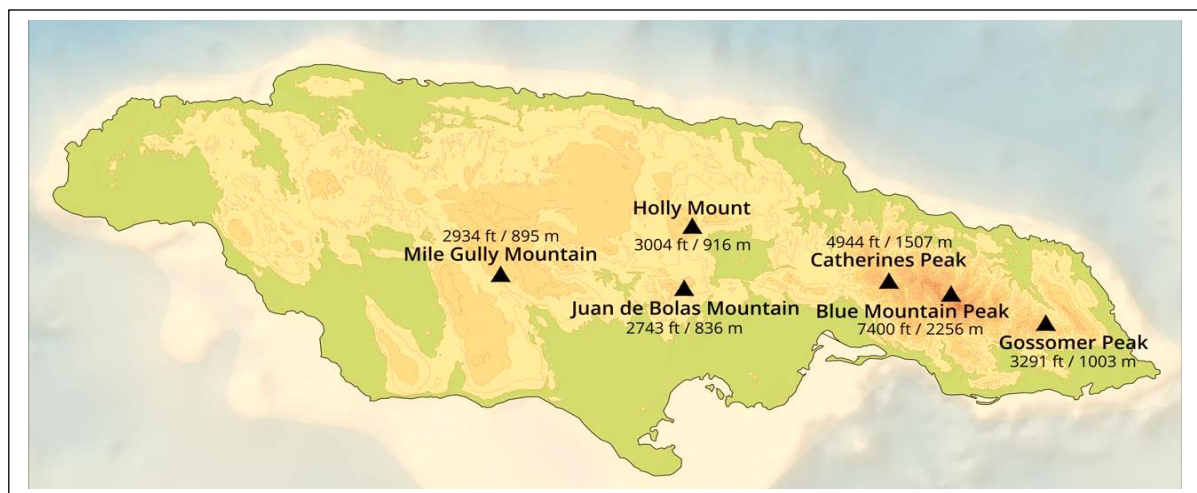 Holly Mount
3004 ft / 916 m
2934 ft / 895 m
Mile Gully Mountain
4944 ft / 1507 m
Catherines Peak
Juan de Bolas Mountain
2743 ft / 836 m
Blue Mountain Peak
7400 ft / 2256 m
Gossomer Peak
3291 ft / 1003 m